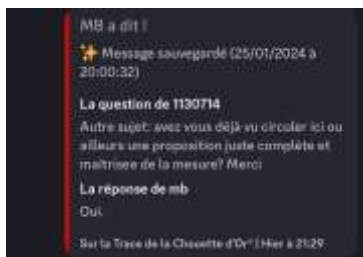 MB a dit !
✨ Message sauvegardé (25/01/2024 à
20:00:32)
La question de 1130714
Autre sujet: avez vous déjà vu circuler ici ou
ailleurs une proposition juste complète et
maitrisee de la mesure? Merci
La réponse de mb
Oui.
Sur la Trace de la Chouette d'Or® | Hier à 21:29